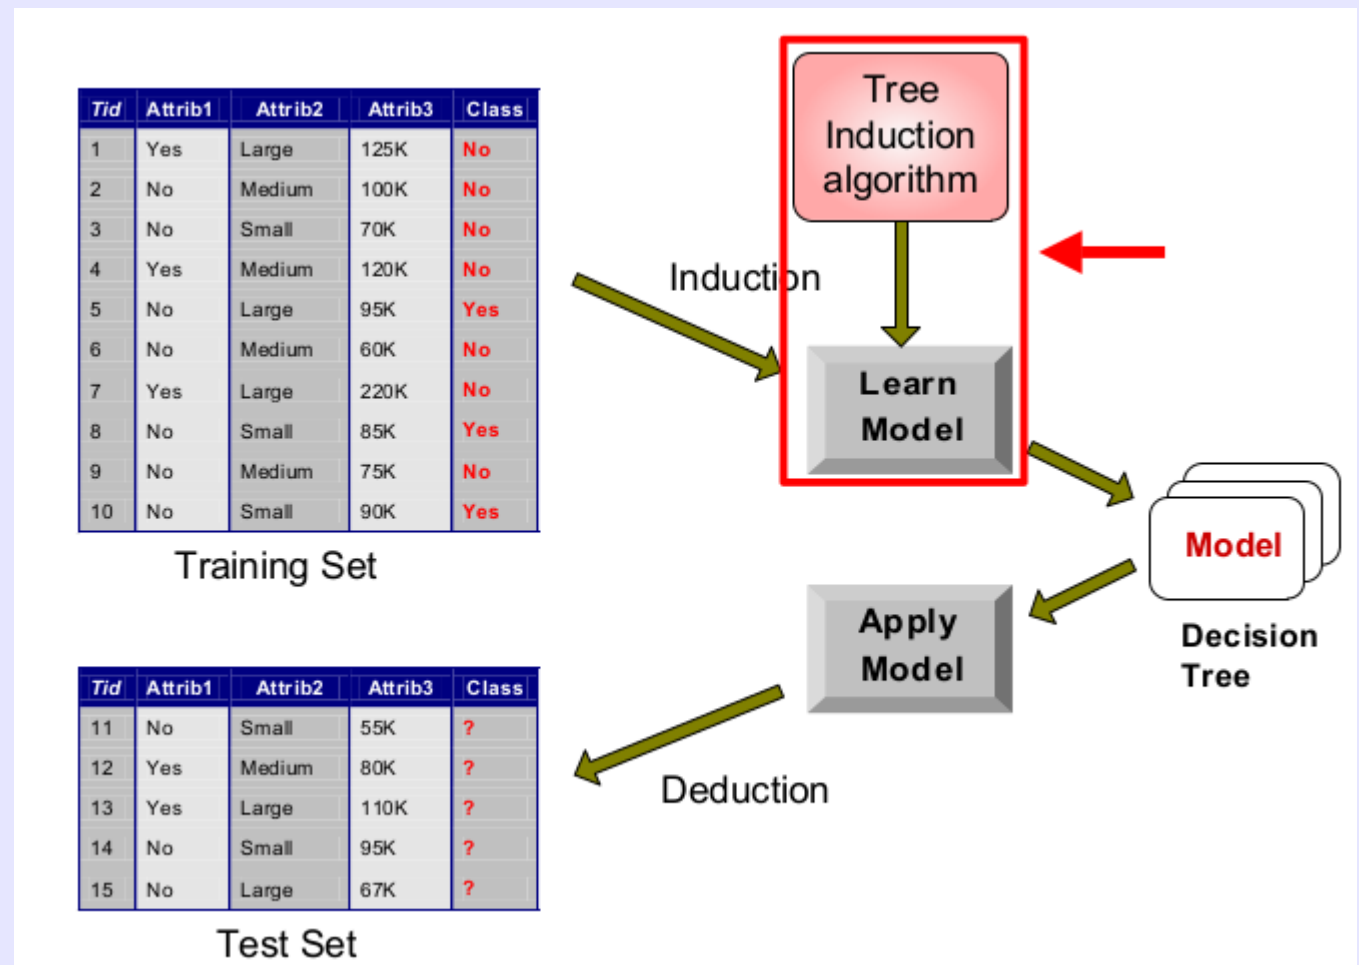 Tid Attrib1 Attrib2 Attrib3 Class
1 Yes Large 125K No
2 No Medium 100K No
3 No Small 70K No
4 Yes Medium 120K No
5 No Large 95K Yes
6 No Medium 60K No
7 Yes Large 220K No
8 No Small 85K Yes
9 No Medium 75K No
10 No Small 90K Yes
Training Set
Tree
Induction
algorithm
Induction
Learn
Model
Model
Decision
Tree
Apply
Model
Deduction
Tid Attrib1 Attrib2 Attrib3 Class
11 No Small 55K ?
12 Yes Medium 80K ?
13 Yes Large 110K ?
14 No Small 95K ?
15 No Large 67K ?
Test Set